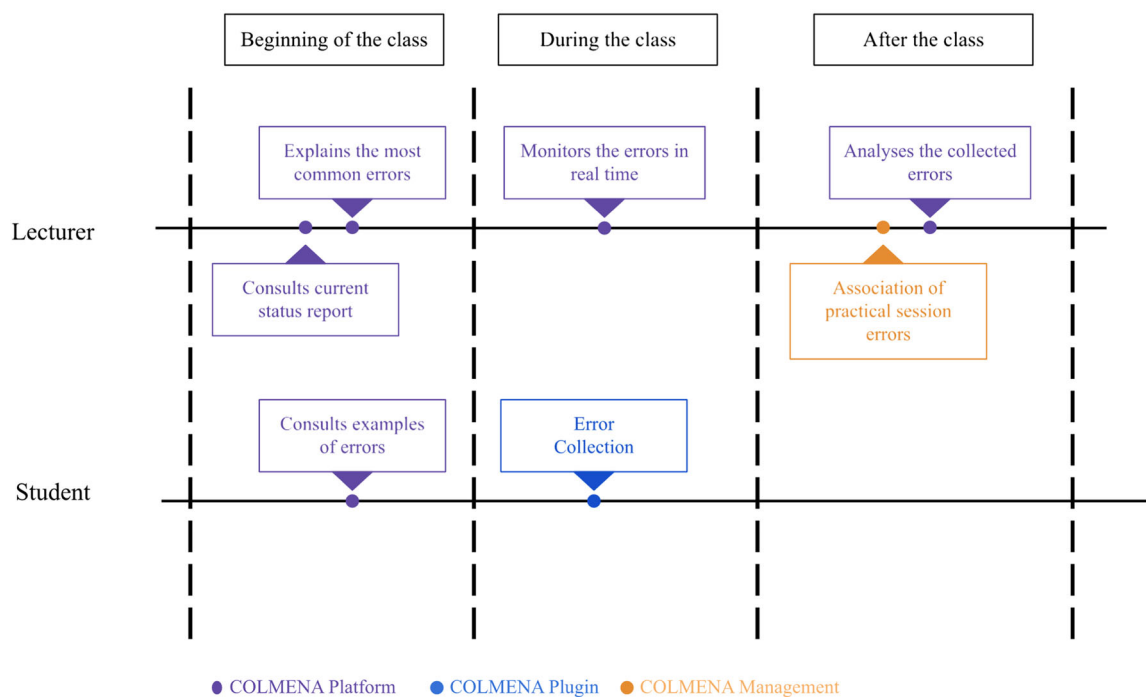 Beginning of the class
During the class
After the class
Explains the most
common errors
Monitors the errors in
real time
Analyses the collected
errors
Lecturer
Consults current
status report
Association of
practical session
errors
Consults examples
of errors
Error
Collection
Student
COLMENA Platform
COLMENA Plugin
COLMENA Management